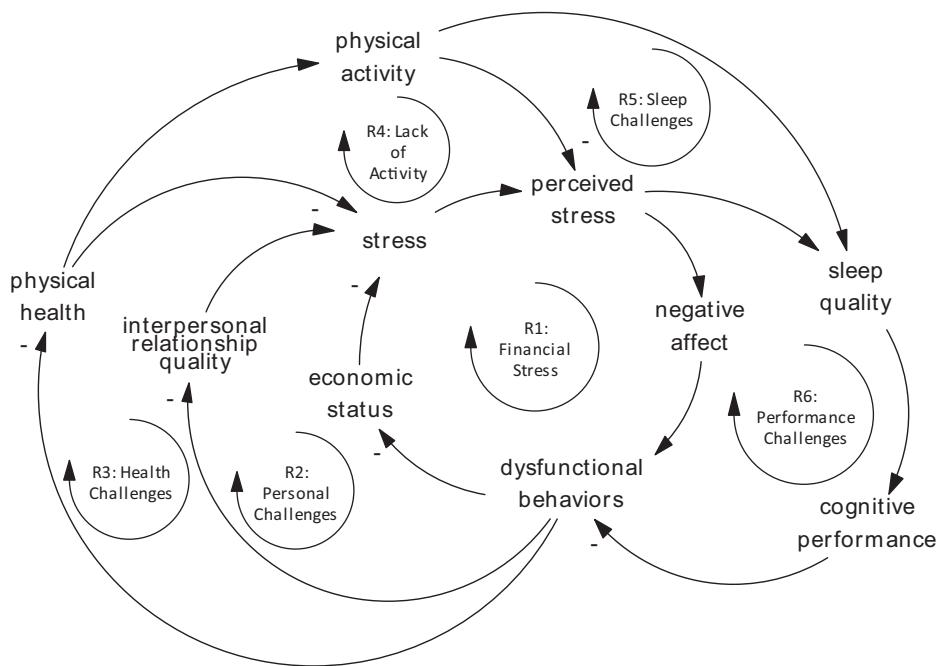 physical
activity
R5: Sleep
Challenges
R4: Lack
of
Activity
-
perceived
stress
-
stress
-
physical
health
-
sleep
quality
-
interpersonal
relationship
quality
-
negative
affect
R1:
Financial
Stress
economic
status
-
R6:
Performance
Challenges
R3: Health
Challenges
R2:
Personal
Challenges
dysfunctional
behaviors
-
cognitive
performance